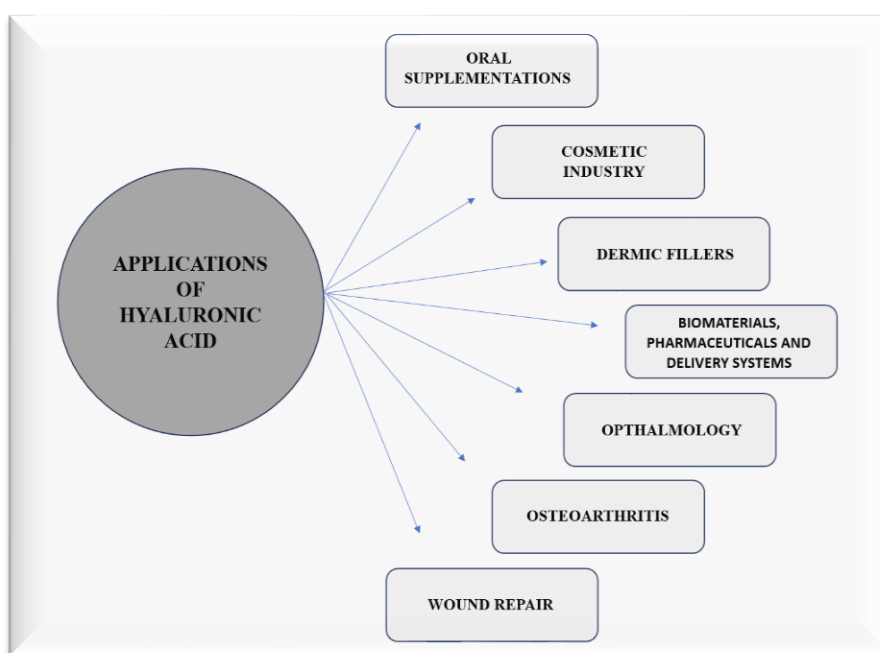 APPLICATIONS
OF
HYALURONIC
ACID
ORAL
SUPPLEMENTATIONS
COSMETIC
INDUSTRY
DERMIC FILLERS
BIOMATERIALS,
PHARMACEUTICALS AND
DELIVERY SYSTEMS
OPTHALMOLOGY
OSTEOARTHRITIS
WOUND REPAIR